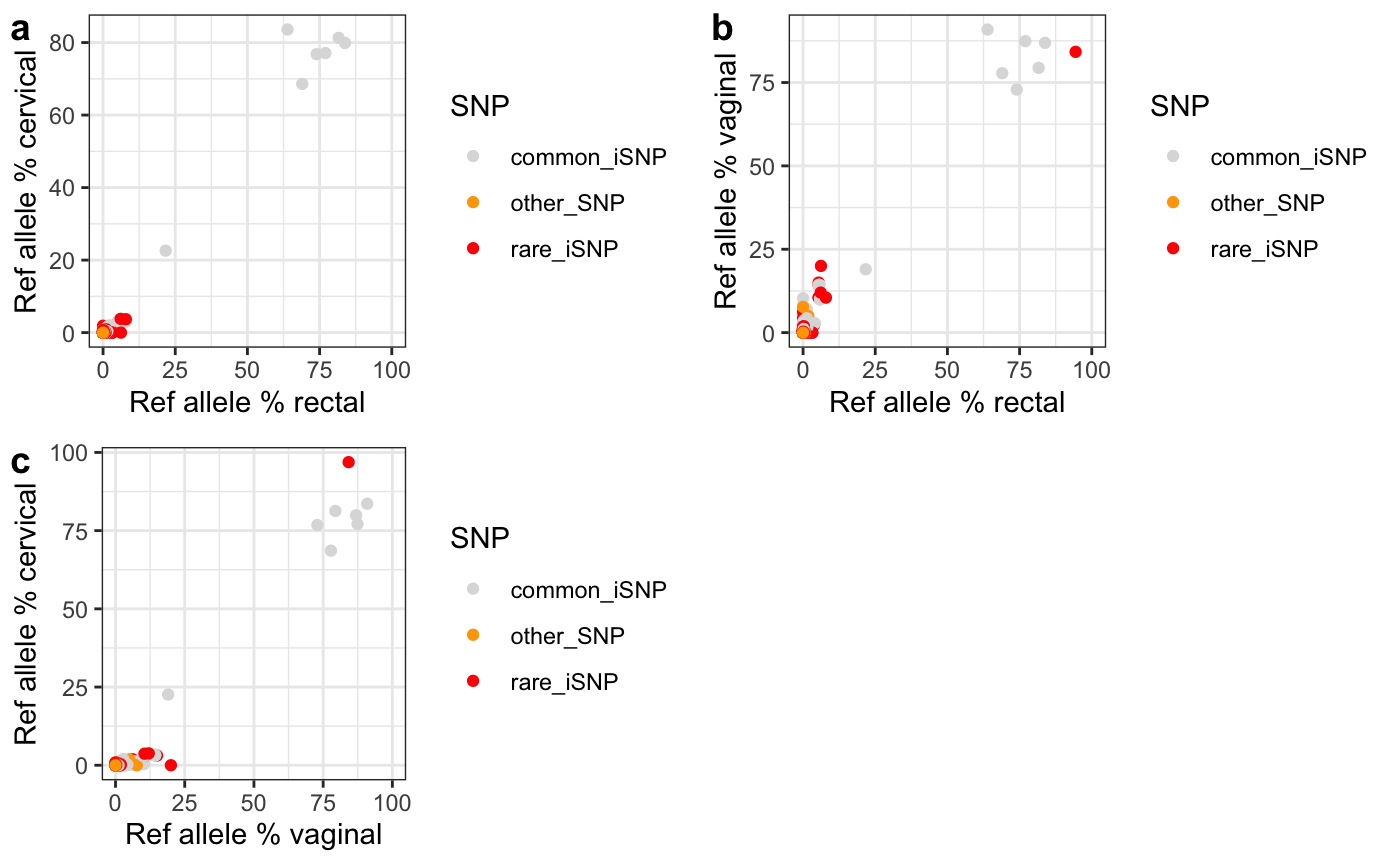 a
80
60
40
20
0
Ref allele % cervical
0 25 50 75 100
Ref allele % rectal
SNP
common_iSNP
other_SNP
rare_iSNP
b
75
50
25
0
Ref allele % vaginal
0 25 50 75 100
Ref allele % rectal
SNP
common_iSNP
other_SNP
rare_iSNP
c
100
75
50
25
0
Ref allele % cervical
0 25 50 75 100
Ref allele % vaginal
SNP
common_iSNP
other_SNP
rare_iSNP